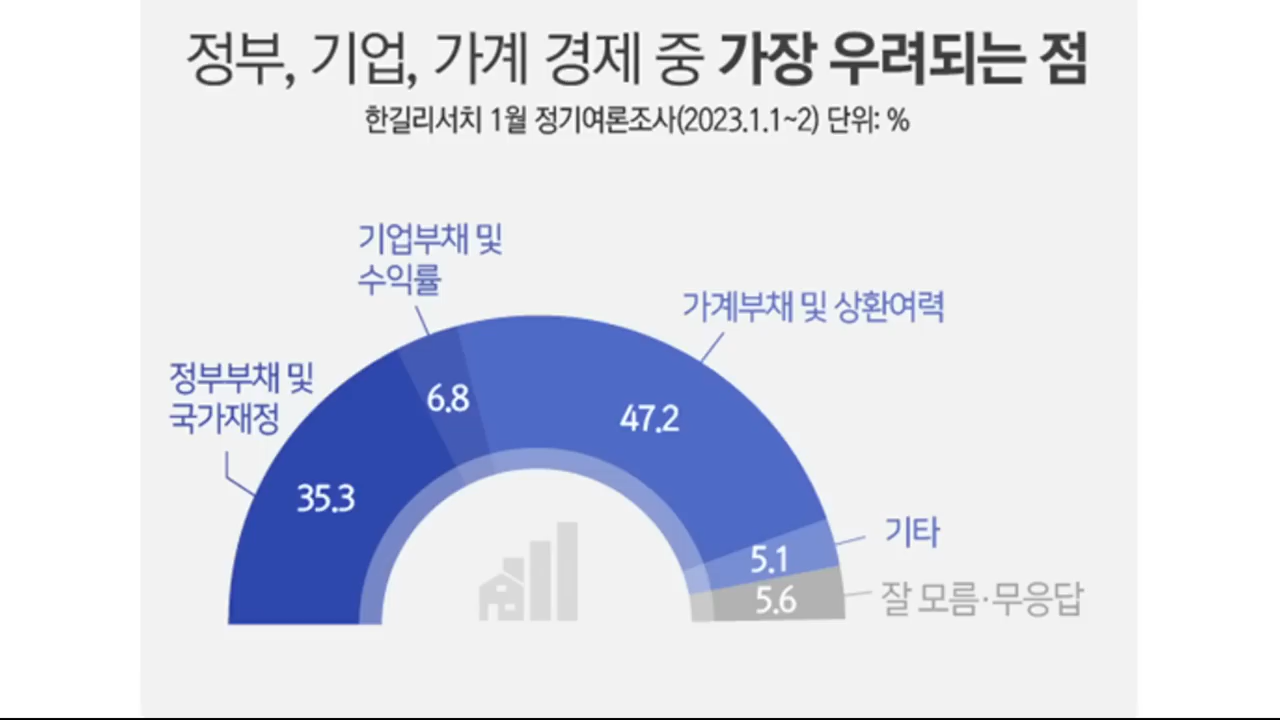 정부, 기업, 가계 경제 중 가장 우려되는 점
한길리서치 1월 정기여론조사(2023.1.1~2) 단위: %
기업부채 및
수익률
가계부채 및 상환여력
정부부채 및
국가재정
6.8
47.2
35.3
기타
5.1
잘 모름·무응답
5.6